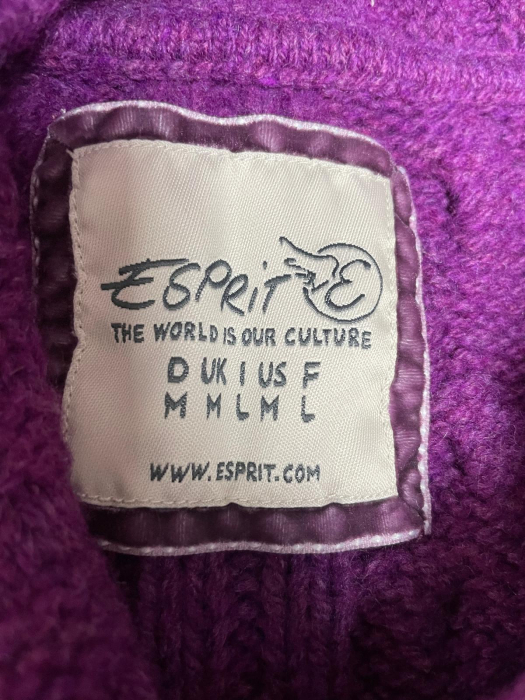 ESPRIT E
THE WORLD IS OUR CULTURE
D UK I US F
M M L M L
WWW.ESPRIT.COM